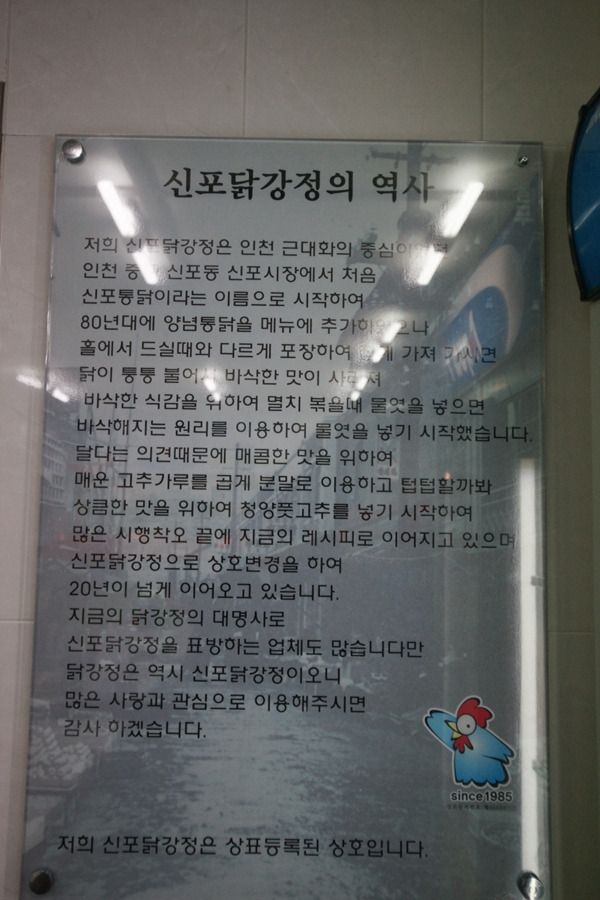 신포닭강정의 역사
저희 신포닭강정은 인천 근대화의 중심이었던
인천 중구 신포동 신포시장에서 처음
신포통닭이라는 이름으로 시작하여
80년대에 양념통닭을 메뉴에 추가하였으나
홀에서 드실때와 다르게 포장하여 가져 가시면
닭이 퉁퉁 불어서 바삭한 맛이 사라져
바삭한 식감을 위하여 멸치 볶을때 물엿을 넣으면
바삭해지는 원리를 이용하여 물엿을 넣기 시작했습니다.
달다는 의견때문에 매콤한 맛을 위하여
매운 고추가루를 곱게 분말로 이용하고 텁텁할까봐
상큼한 맛을 위하여 청양풋고추를 넣기 시작하여
많은 시행착오 끝에 지금의 레시피로 이어지고 있으며
신포닭강정으로 상호변경을 하여
20년이 넘게 이어오고 있습니다.
지금의 닭강정의 대명사로
신포닭강정을 표방하는 업체도 많습니다만
닭강정은 역시 신포닭강정이오니
많은 사랑과 관심으로 이용해주시면
감사 하겠습니다.
since 1985
저희 신포닭강정은 상표등록된 상호입니다.